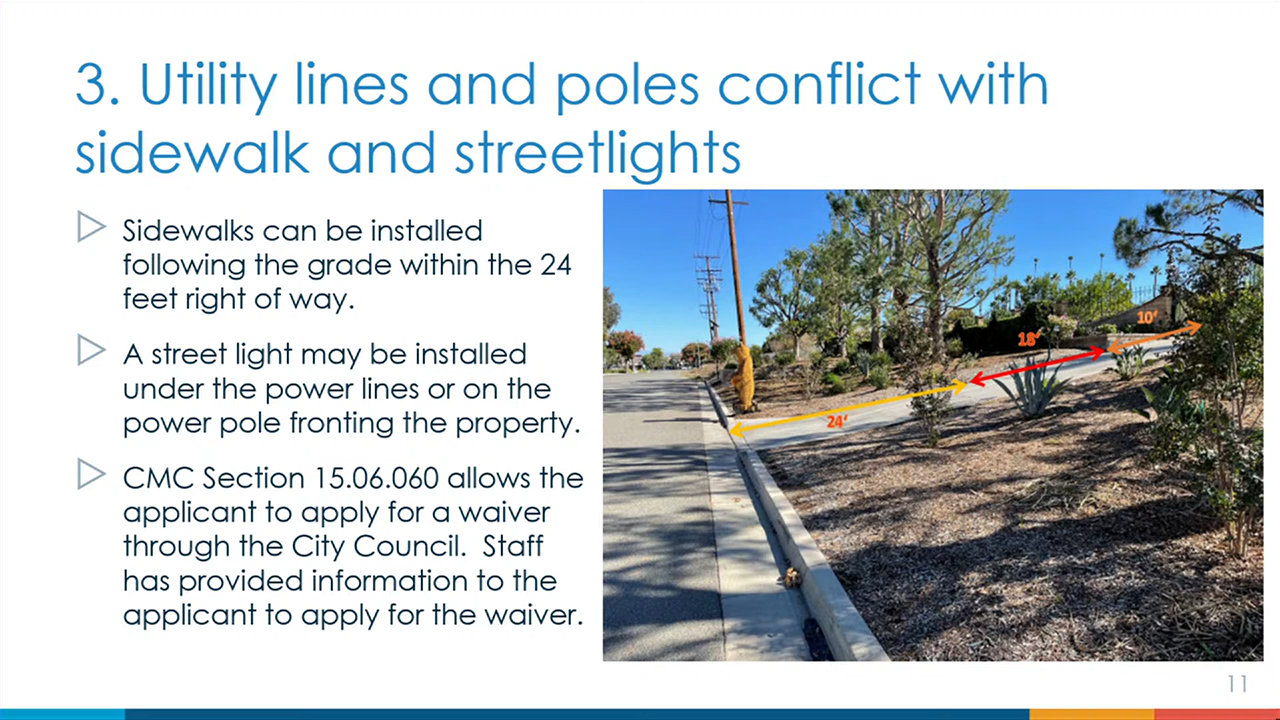 3. Utility lines and poles conflict with
sidewalk and streetlights
Sidewalks can be installed
following the grade within the 24
feet right of way.
A street light may be installed
under the power lines or on the
power pole fronting the property.
CMC Section 15.06.060 allows the
applicant to apply for a waiver
through the City Council.  Staff
has provided information to the
applicant to apply for the waiver.
10'
18'
24'
11